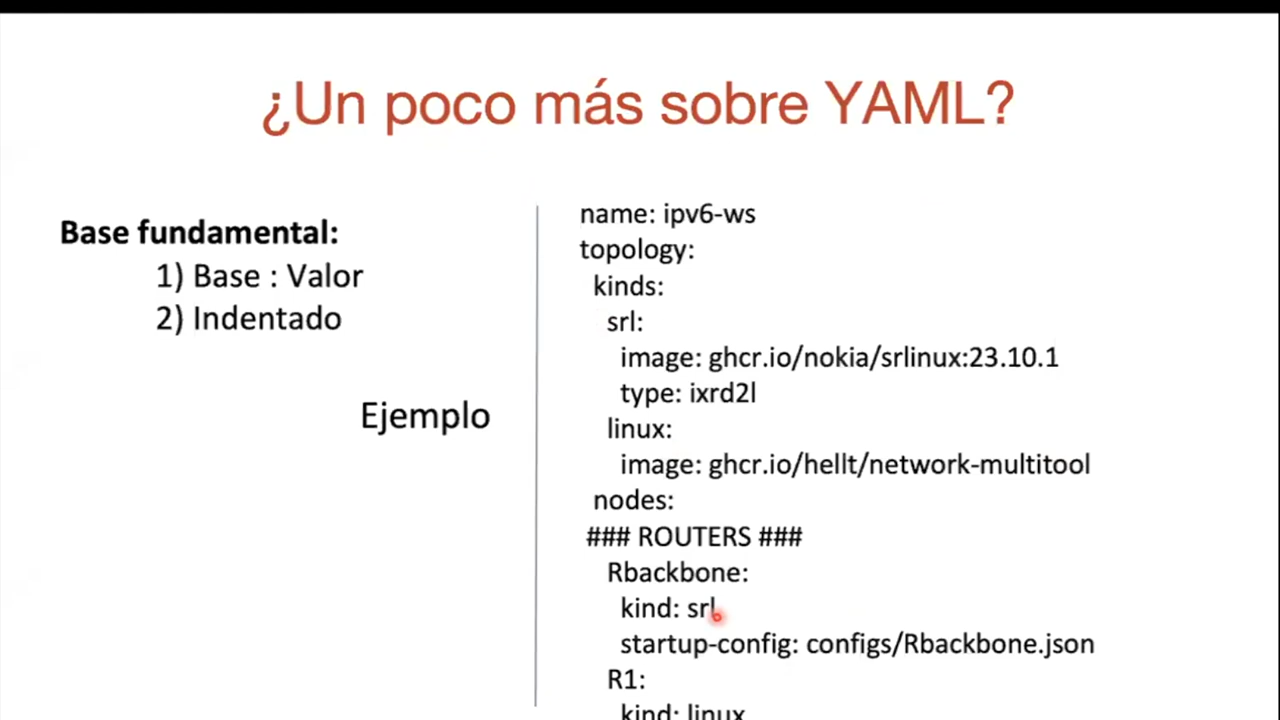 ¿Un poco más sobre YAML?
Base fundamental:
1) Base : Valor
2) Indentado
Ejemplo
name: ipv6-ws
topology:
kinds:
srl:
image: ghcr.io/nokia/srlinux:23.10.1
type: ixrd2l
linux:
image: ghcr.io/hellt/network-multitool
nodes:
### ROUTERS ###
Rbackbone:
kind: srl
startup-config: configs/Rbackbone.json
R1:
kind: linux